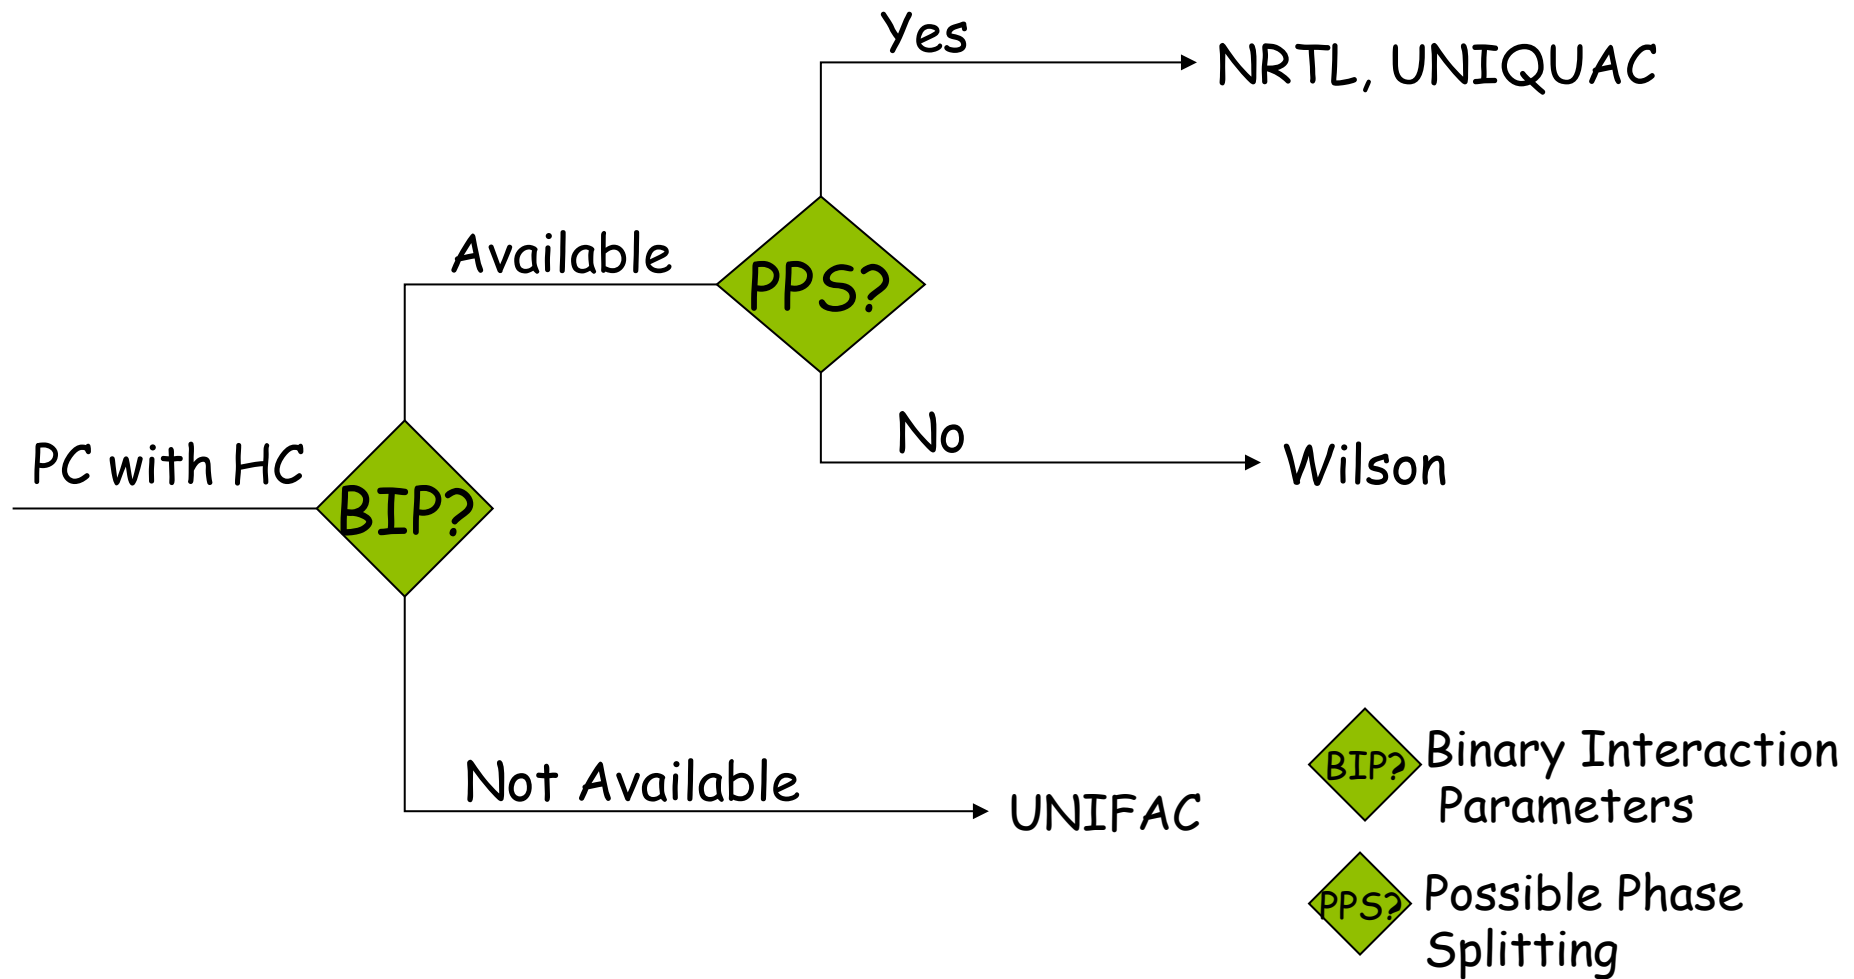 Yes
NRTL, UNIQUAC
Available
PPS?
No
Wilson
PC with HC
BIP?
Not Available
UNIFAC
BIP?
Binary Interaction
Parameters
PPS?
Possible Phase
Splitting